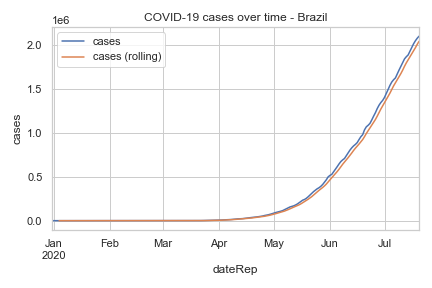 COVID-19 cases over time - Brazil
1e6
cases
cases (rolling)
2.0
1.5
1.0
0.5
0.0
cases
Jan
2020
Feb
Mar
Apr
May
Jun
Jul
dateRep